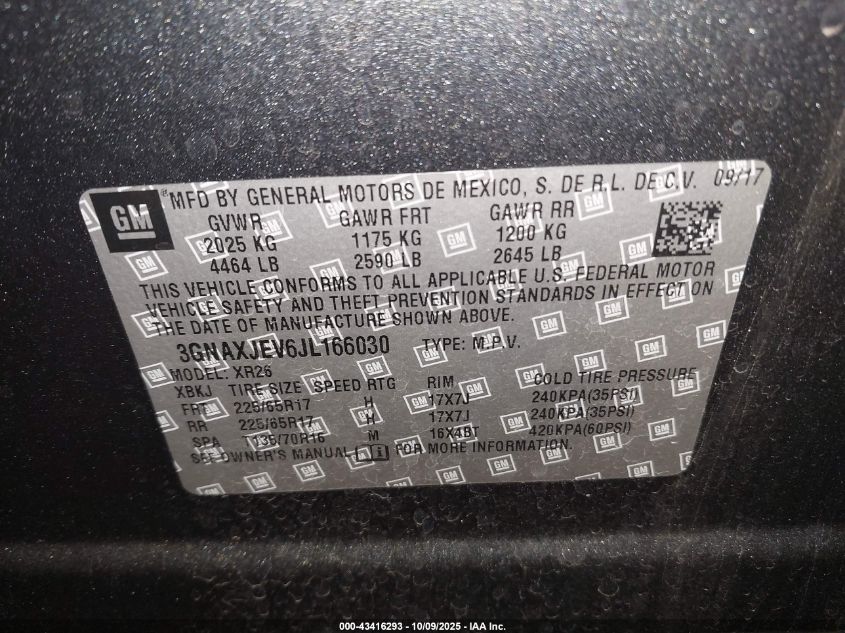 GM
MFD BY GENERAL MOTORS DE MEXICO, S. DE R.L. DE C.V. 09/17
GVWR GAWR FRT GAWR RR
2025 KG 1175 KG 1200 KG
4464 LB 2590 LB 2645 LB
THIS VEHICLE CONFORMS TO ALL APPLICABLE U.S. FEDERAL MOTOR
VEHICLE SAFETY AND THEFT PREVENTION STANDARDS IN EFFECT ON
THE DATE OF MANUFACTURE SHOWN ABOVE.
3GNAXJEV6JL166030 TYPE: M.P.V.
MODEL: XR26
XBKJ TIRE SIZE SPEED RTG RIM COLD TIRE PRESSURE
FRT 225/65R17 H 17X7J 240KPA(35PSI)
RR 225/65R17 H 17X7J 240KPA(35PSI)
SPA T135/70R16 M 16X4BT 420KPA(60PSI)
SEE OWNER'S MANUAL FOR MORE INFORMATION.
000-43416293 - 10/09/2025 - IAA Inc.